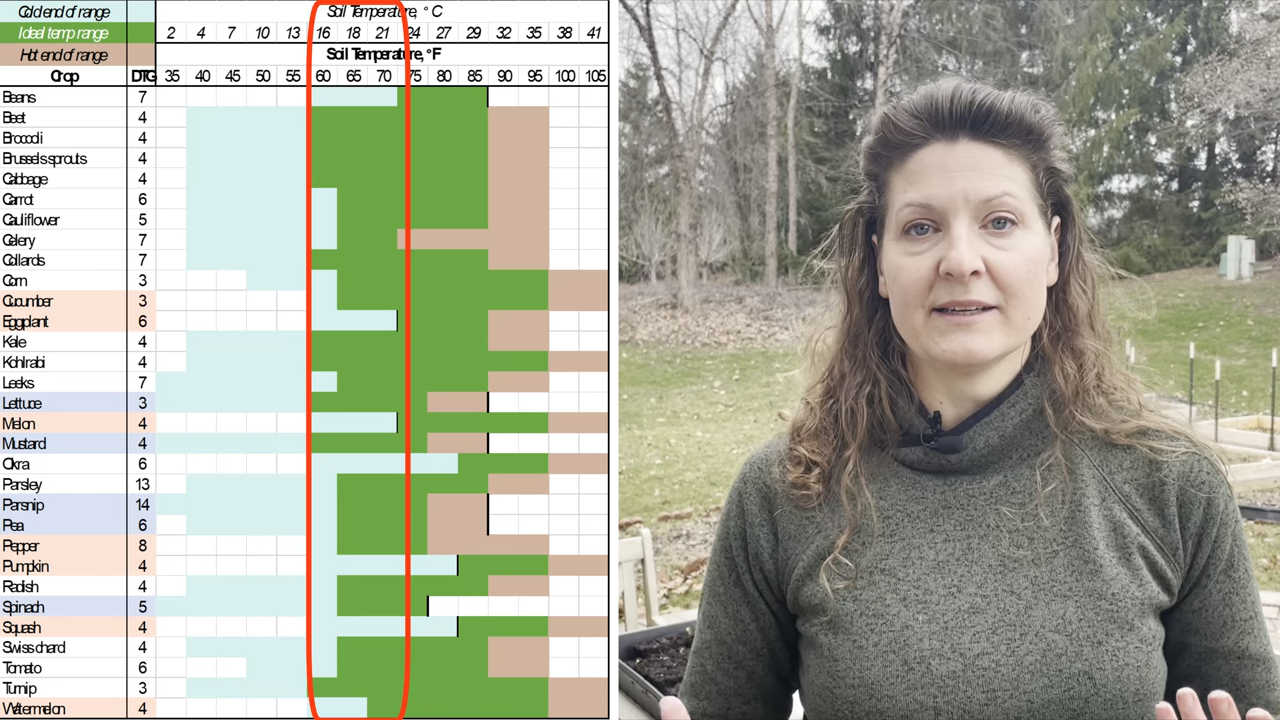 Cold end of range Soil Temperature, ° C
Ideal temp range 2 4 7 10 13 16 18 21 24 27 29 32 35 38 41
Hot end of range Soil Temperature, °F
Crop DTG 35 40 45 50 55 60 65 70 75 80 85 90 95 100 105
Beans 7
Beet 4
Broccoli 4
Brussels sprouts 4
Cabbage 4
Carrot 6
Cauliflower 5
Celery 7
Collards 7
Corn 3
Cucumber 3
Eggplant 6
Kale 4
Kohlrabi 4
Leeks 7
Lettuce 3
Melon 4
Mustard 4
Okra 6
Parsley 13
Parsnip 14
Pea 6
Pepper 8
Pumpkin 4
Radish 4
Spinach 5
Squash 4
Swiss chard 4
Tomato 6
Turnip 3
Watermelon 4